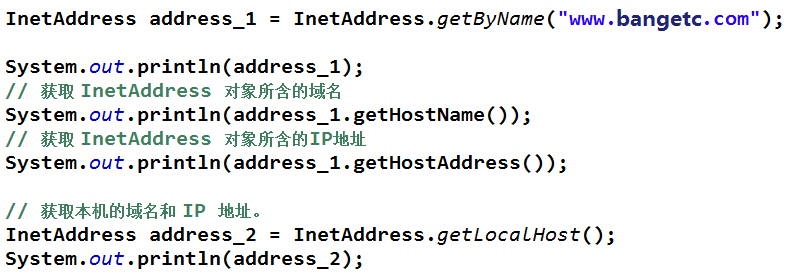 InetAddress address_1 = InetAddress.getByName("www.bangetc.com");
System.out.println(address_1);
// 获取 InetAddress 对象所含的域名
System.out.println(address_1.getHostName());
// 获取 InetAddress 对象所含的IP地址
System.out.println(address_1.getHostAddress());
// 获取本机的域名和 IP 地址。
InetAddress address_2 = InetAddress.getLocalHost();
System.out.println(address_2);